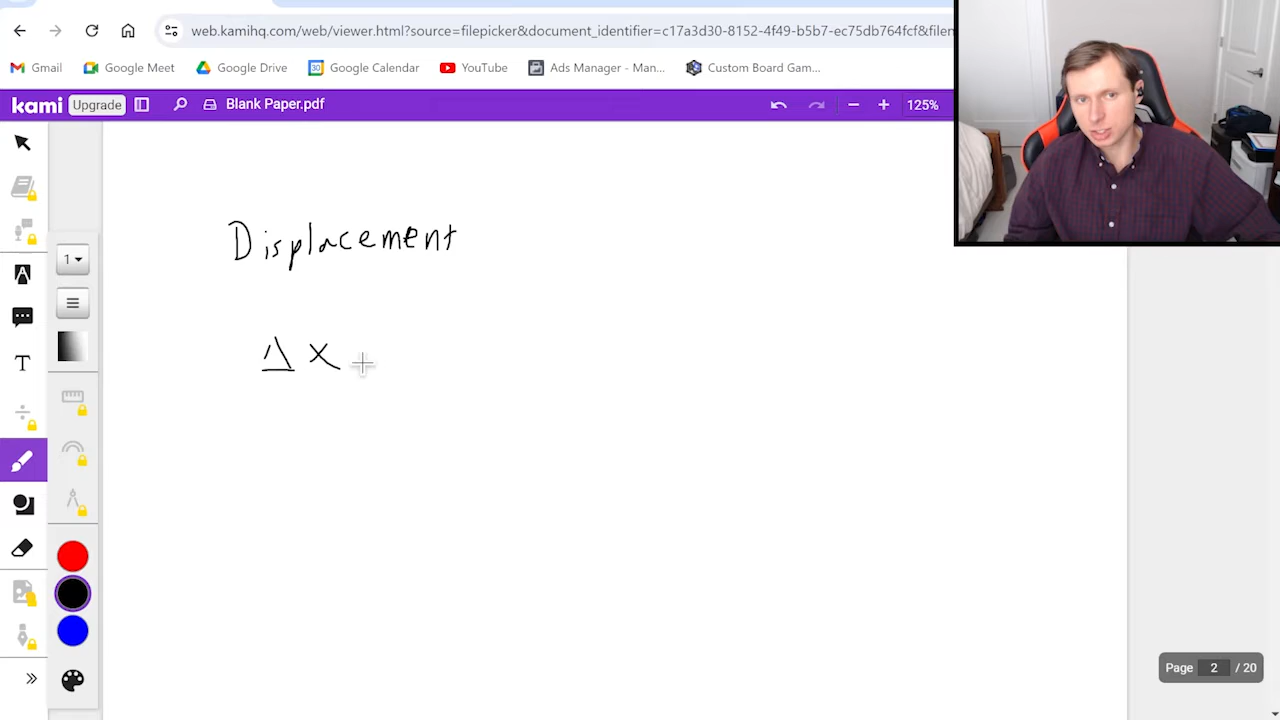 web.kamihq.com/web/viewer.html?source=filepicker&document_identifier=c17a3d30-8152-4f49-b5b7-ec75db764fcf&filen
Gmail Google Meet Google Drive 30 Google Calendar YouTube Ads Manager - Man... Custom Board Gam...
kami Upgrade Blank Paper.pdf 125%
Displacement
1
Δ x
T
Page 2 / 20